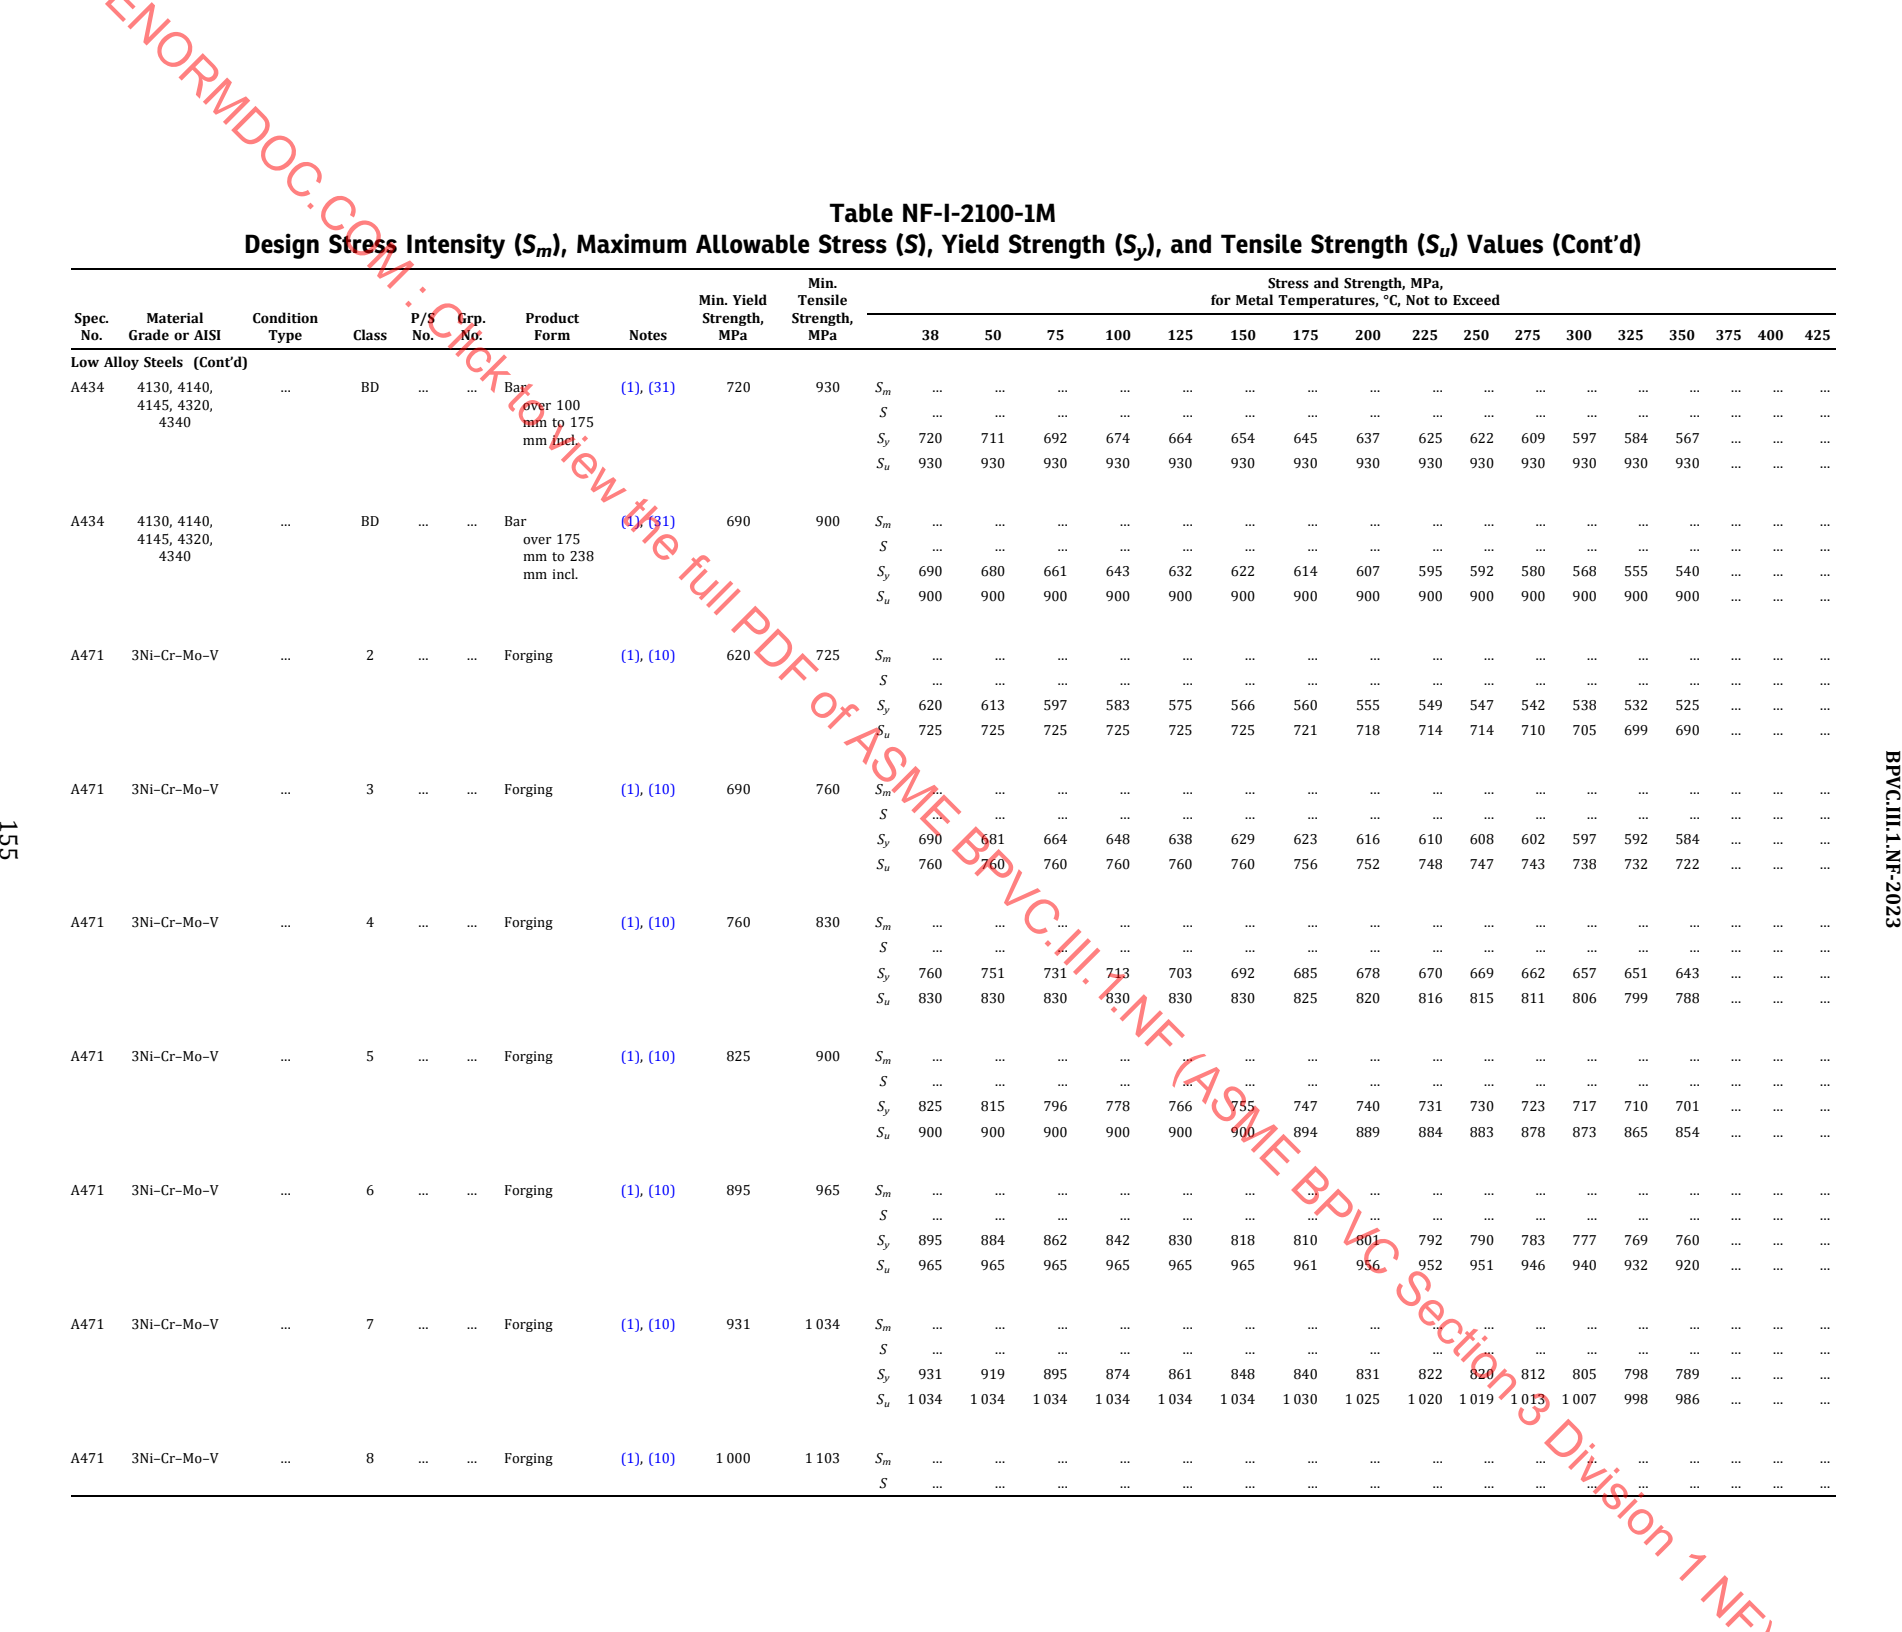 ENORMDOC.COM : Click to view the full PDF of ASME BPVC.III.1.NF (ASME BPVC Section 3 Division 1 NF)
Table NF-I-2100-1M
Design Stress Intensity (Sm), Maximum Allowable Stress (S), Yield Strength (Sy), and Tensile Strength (Su) Values (Cont'd)
Spec. No. Material Grade or AISI Condition Type Class P/S No. Grp. No. Product Form Notes Min. Yield Strength, MPa Min. Tensile Strength, MPa Stress and Strength, MPa, for Metal Temperatures, °C, Not to Exceed
38 50 75 100 125 150 175 200 225 250 275 300 325 350 375 400 425
Low Alloy Steels (Cont'd)
A434 4130, 4140, ... BD ... ... Bar (1), (31) 720 930 Sm ... ... ... ... ... ... ... ... ... ... ... ... ... ... ... ... ...
4145, 4320, over 100 S ... ... ... ... ... ... ... ... ... ... ... ... ... ... ... ... ...
4340 mm to 175
mm incl. Sy 720 711 692 674 664 654 645 637 625 622 609 597 584 567 ... ... ...
Su 930 930 930 930 930 930 930 930 930 930 930 930 930 930 ... ... ...
A434 4130, 4140, ... BD ... ... Bar (1), (31) 690 900 Sm ... ... ... ... ... ... ... ... ... ... ... ... ... ... ... ... ...
4145, 4320, over 175 S ... ... ... ... ... ... ... ... ... ... ... ... ... ... ... ... ...
4340 mm to 238
mm incl. Sy 690 680 661 643 632 622 614 607 595 592 580 568 555 540 ... ... ...
Su 900 900 900 900 900 900 900 900 900 900 900 900 900 900 ... ... ...
A471 3Ni–Cr–Mo–V ... 2 ... ... Forging (1), (10) 620 725 Sm ... ... ... ... ... ... ... ... ... ... ... ... ... ... ... ... ...
S ... ... ... ... ... ... ... ... ... ... ... ... ... ... ... ... ...
Sy 620 613 597 583 575 566 560 555 549 547 542 538 532 525 ... ... ...
Su 725 725 725 725 725 725 721 718 714 714 710 705 699 690 ... ... ...
A471 3Ni–Cr–Mo–V ... 3 ... ... Forging (1), (10) 690 760 Sm ... ... ... ... ... ... ... ... ... ... ... ... ... ... ... ... ...
S ... ... ... ... ... ... ... ... ... ... ... ... ... ... ... ... ...
Sy 690 681 664 648 638 629 623 616 610 608 602 597 592 584 ... ... ...
Su 760 760 760 760 760 760 756 752 748 747 743 738 732 722 ... ... ...
A471 3Ni–Cr–Mo–V ... 4 ... ... Forging (1), (10) 760 830 Sm ... ... ... ... ... ... ... ... ... ... ... ... ... ... ... ... ...
S ... ... ... ... ... ... ... ... ... ... ... ... ... ... ... ... ...
Sy 760 751 731 713 703 692 685 678 670 669 662 657 651 643 ... ... ...
Su 830 830 830 830 830 830 825 820 816 815 811 806 799 788 ... ... ...
A471 3Ni–Cr–Mo–V ... 5 ... ... Forging (1), (10) 825 900 Sm ... ... ... ... ... ... ... ... ... ... ... ... ... ... ... ... ...
S ... ... ... ... ... ... ... ... ... ... ... ... ... ... ... ... ...
Sy 825 815 796 778 766 755 747 740 731 730 723 717 710 701 ... ... ...
Su 900 900 900 900 900 900 894 889 884 883 878 873 865 854 ... ... ...
A471 3Ni–Cr–Mo–V ... 6 ... ... Forging (1), (10) 895 965 Sm ... ... ... ... ... ... ... ... ... ... ... ... ... ... ... ... ...
S ... ... ... ... ... ... ... ... ... ... ... ... ... ... ... ... ...
Sy 895 884 862 842 830 818 810 801 792 790 783 777 769 760 ... ... ...
Su 965 965 965 965 965 965 961 956 952 951 946 940 932 920 ... ... ...
A471 3Ni–Cr–Mo–V ... 7 ... ... Forging (1), (10) 931 1 034 Sm ... ... ... ... ... ... ... ... ... ... ... ... ... ... ... ... ...
S ... ... ... ... ... ... ... ... ... ... ... ... ... ... ... ... ...
Sy 931 919 895 874 861 848 840 831 822 820 812 805 798 789 ... ... ...
Su 1 034 1 034 1 034 1 034 1 034 1 034 1 030 1 025 1 020 1 019 1 013 1 007 998 986 ... ... ...
A471 3Ni–Cr–Mo–V ... 8 ... ... Forging (1), (10) 1 000 1 103 Sm ... ... ... ... ... ... ... ... ... ... ... ... ... ... ... ... ...
S ... ... ... ... ... ... ... ... ... ... ... ... ... ... ... ... ...
155
BPVC.III.1.NF-2023